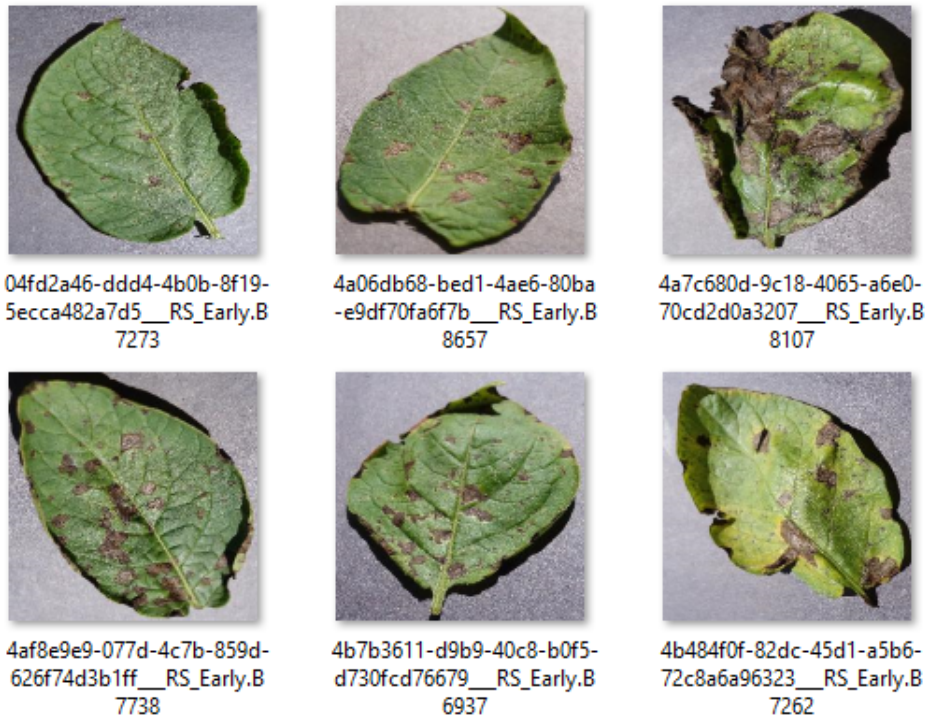 04fd2a46-ddd4-4b0b-8f19-
5ecca482a7d5___RS_Early.B
7273
4a06db68-bed1-4ae6-80ba
-e9df70fa6f7b___RS_Early.B
8657
4a7c680d-9c18-4065-a6e0-
70cd2d0a3207___RS_Early.B
8107
4af8e9e9-077d-4c7b-859d-
626f74d3b1ff___RS_Early.B
7738
4b7b3611-d9b9-40c8-b0f5-
d730fcd76679___RS_Early.B
6937
4b484f0f-82dc-45d1-a5b6-
72c8a6a96323___RS_Early.B
7262